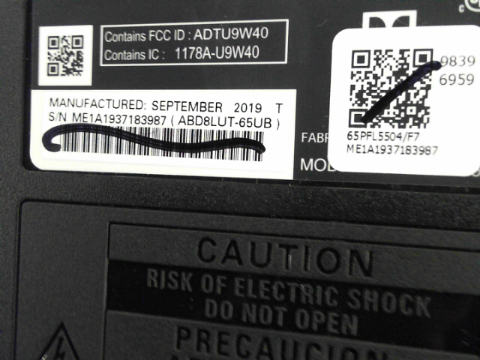 Contains FCC ID : ADTU9W40
Contains IC : 1178A-U9W40
9839
6959
MANUFACTURED: SEPTEMBER 2019 T
S/N ME1A1937183987 ( ABD8LUT-65UB )
65PFL5504/F7
ME1A1937183987
CAUTION
RISK OF ELECTRIC SHOCK
DO NOT OPEN
PRECAUCION